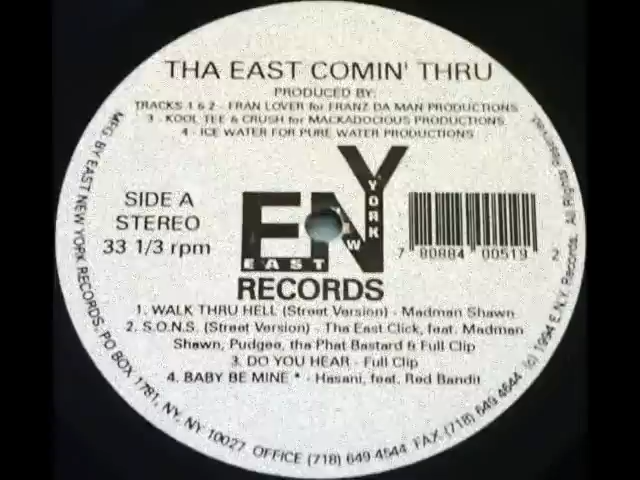 THA EAST COMIN' THRU
PRODUCED BY:
TRACKS 1 & 2 - FRAN LOVER for FRANZ DA MAN PRODUCTIONS
3 - KOOL TEE & CRUSH for MACKADOCIOUS PRODUCTIONS
4 - ICE WATER FOR PURE WATER PRODUCTIONS
SIDE A
STEREO
33 1/3 rpm
EAST NEW YORK
RECORDS
7 80884 00519 2
1. WALK THRU HELL (Street Version) - Madman Shawn
2. S.O.N.S. (Street Version) - Tha East Click, feat. Madman
Shawn, Pudgee, tha Phat Bastard & Full Clip
3. DO YOU HEAR - Full Clip
4. BABY BE MINE * - Hasani, feat. Red Bandit
MFG. BY EAST NEW YORK RECORDS, PO BOX 1781, NY, NY 10027 OFFICE (718) 649 4544 FAX (718) 649 4644 (c) 1994 E.N.Y. Records. All Rights Reserved.